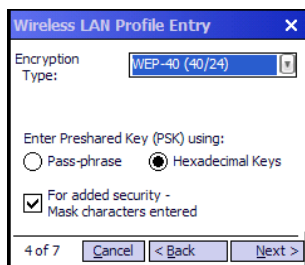 Wireless LAN Profile Entry X
Encryption Type: WEP-40 (40/24)
Enter Preshared Key (PSK) using:
Pass-phrase Hexadecimal Keys
For added security -
Mask characters entered
4 of 7 Cancel < Back Next >